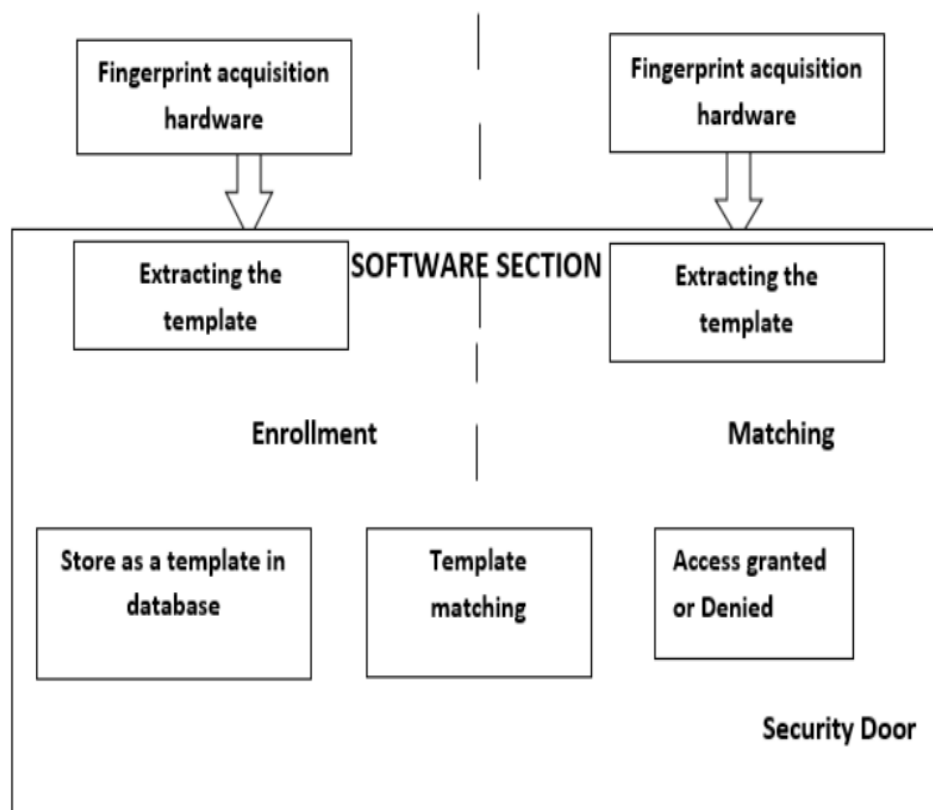 Fingerprint acquisition
hardware
Fingerprint acquisition
hardware
SOFTWARE SECTION
Extracting the
template
Extracting the
template
Enrollment
Matching
Store as a template in
database
Template
matching
Access granted
or Denied
Security Door